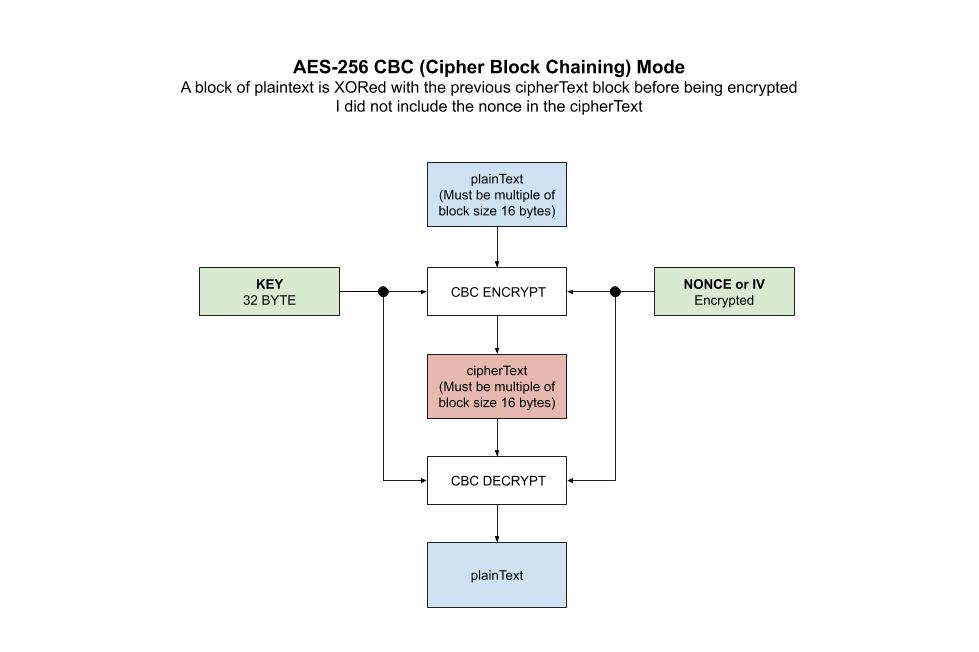 AES-256 CBC (Cipher Block Chaining) Mode
A block of plaintext is XORed with the previous cipherText block before being encrypted
I did not include the nonce in the cipherText
plainText
(Must be multiple of
block size 16 bytes)
KEY
32 BYTE
CBC ENCRYPT
NONCE or IV
Encrypted
cipherText
(Must be multiple of
block size 16 bytes)
CBC DECRYPT
plainText